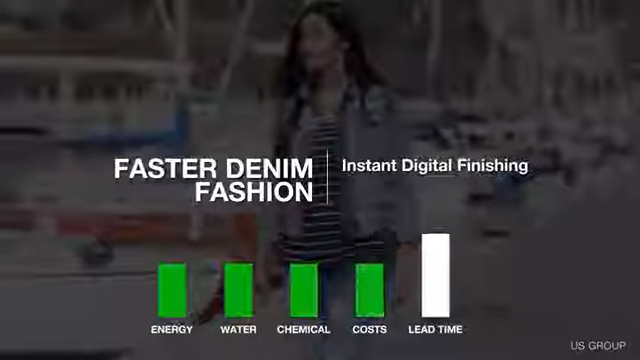 FASTER DENIM
FASHION
Instant Digital Finishing
ENERGY
WATER
CHEMICAL
COSTS
LEAD TIME
US GROUP